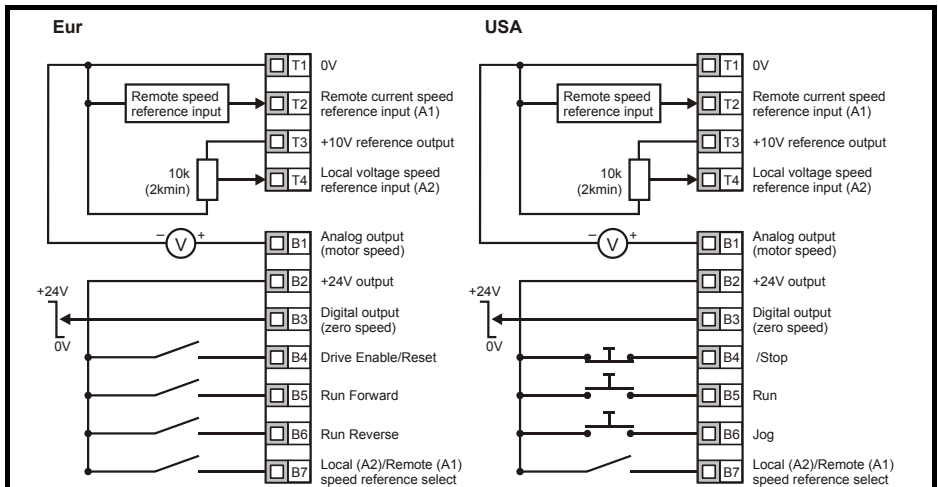 Eur
T1 0V
Remote speed
reference input
T2 Remote current speed
reference input (A1)
T3 +10V reference output
10k
(2kmin)
T4 Local voltage speed
reference input (A2)
− V +
B1 Analog output
(motor speed)
B2 +24V output
+24V
0V
B3 Digital output
(zero speed)
B4 Drive Enable/Reset
B5 Run Forward
B6 Run Reverse
B7 Local (A2)/Remote (A1)
speed reference select
USA
T1 0V
Remote speed
reference input
T2 Remote current speed
reference input (A1)
T3 +10V reference output
10k
(2kmin)
T4 Local voltage speed
reference input (A2)
− V +
B1 Analog output
(motor speed)
B2 +24V output
+24V
0V
B3 Digital output
(zero speed)
B4 /Stop
B5 Run
B6 Jog
B7 Local (A2)/Remote (A1)
speed reference select